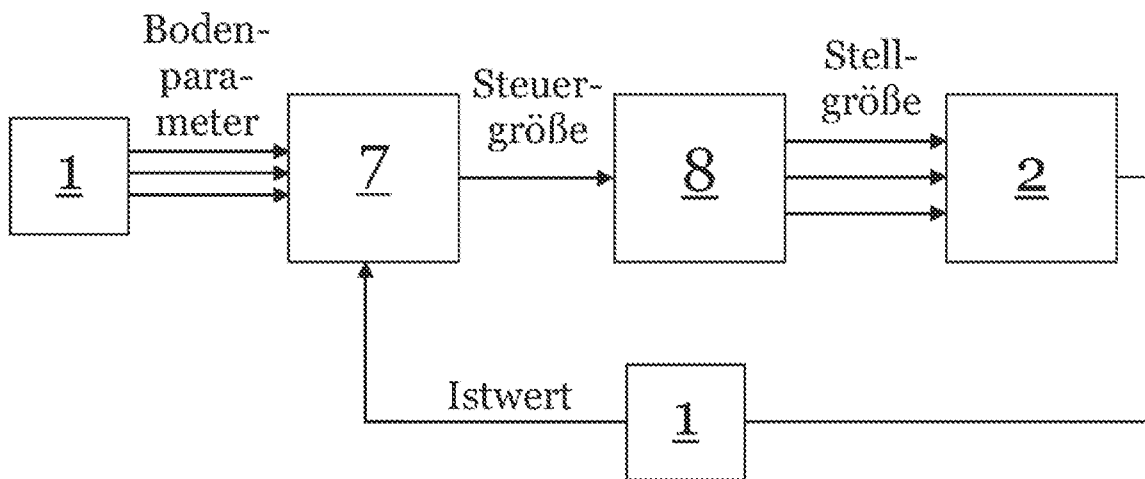 Boden-
para-
meter
Steuer-
größe
Stell-
größe
1
7
8
2
Istwert
1